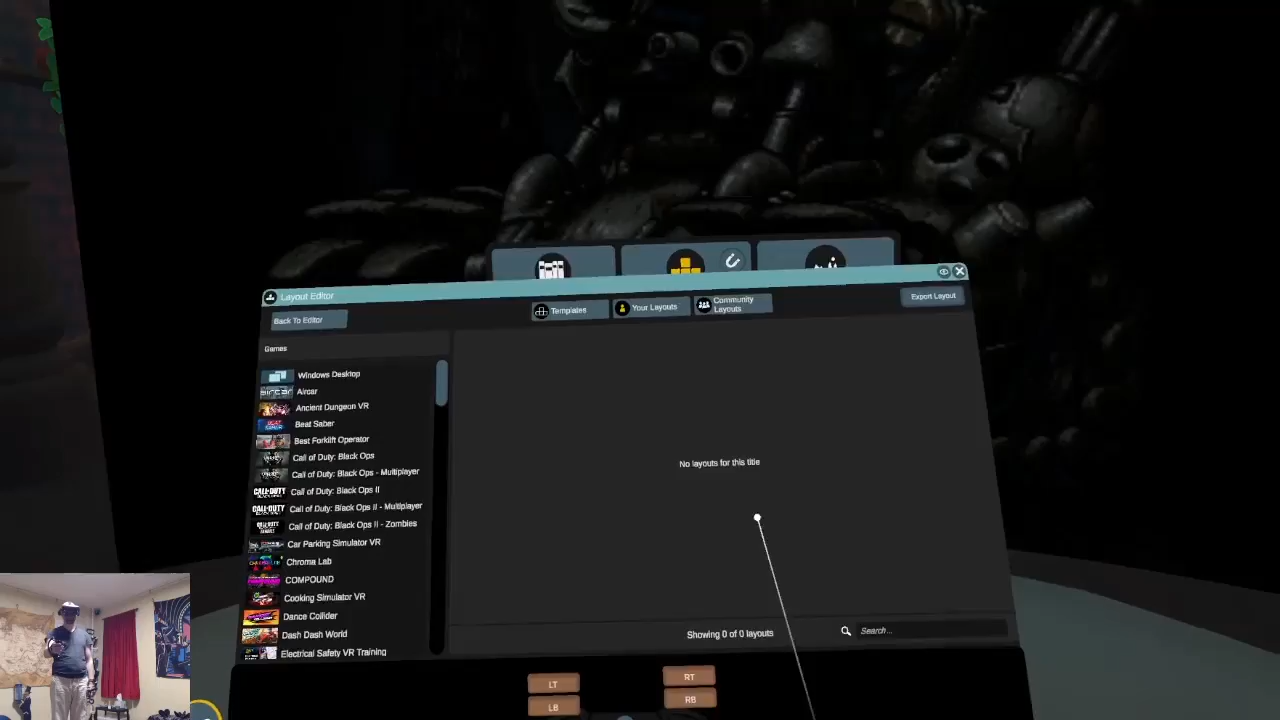 Layout Editor
Back To Editor
Templates
Your Layouts
Community
Layouts
Export Layout
Games
Windows Desktop
Aircar
Ancient Dungeon VR
Beat Saber
Best Forklift Operator
Call of Duty: Black Ops
Call of Duty: Black Ops - Multiplayer
Call of Duty: Black Ops II
Call of Duty: Black Ops II - Multiplayer
Call of Duty: Black Ops II - Zombies
Car Parking Simulator VR
Chroma Lab
COMPOUND
Cooking Simulator VR
Dance Collider
Dash Dash World
Electrical Safety VR Training
No layouts for this title
Showing 0 of 0 layouts
Search...
LT
RT
LB
RB